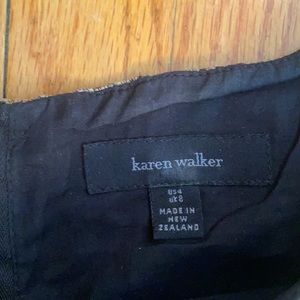 karen walker
US4
UK8
MADE IN
NEW
ZEALAND